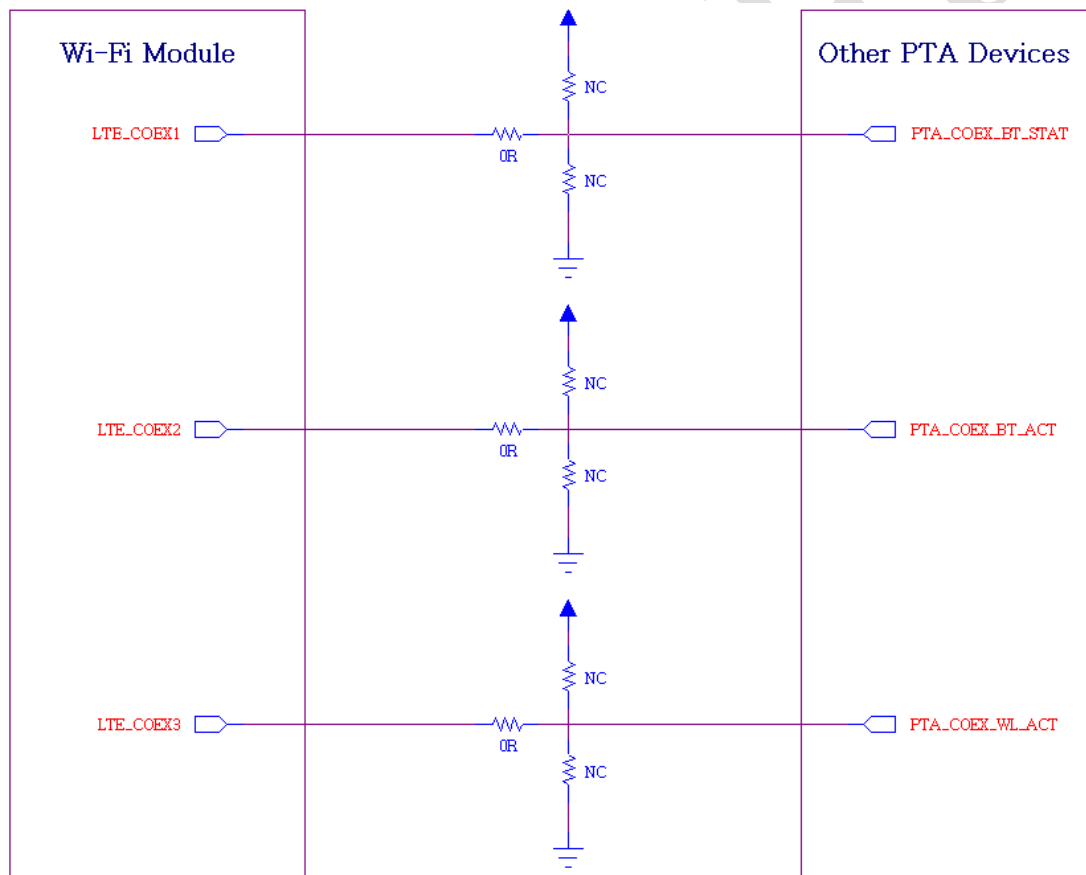 Wi-Fi Module
Other PTA Devices
NC
LTE_COEX1
0R
PTA_COEX_BT_STAT
NC
NC
LTE_COEX2
0R
PTA_COEX_BT_ACT
NC
NC
LTE_COEX3
0R
PTA_COEX_WL_ACT
NC